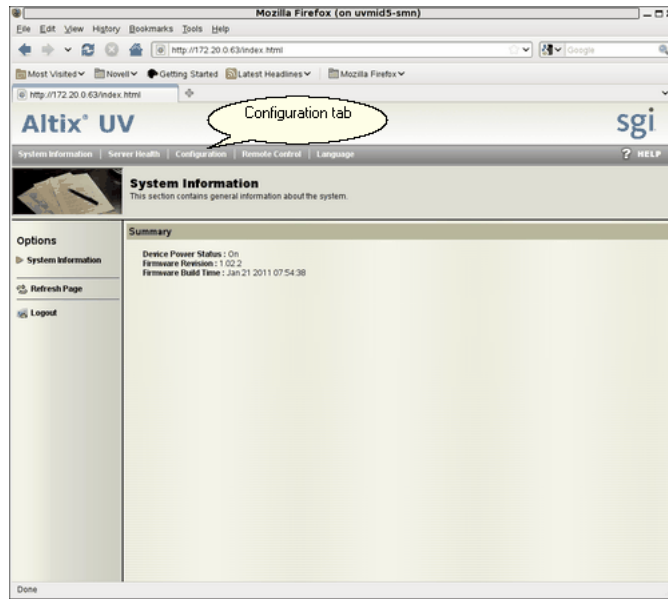 Mozilla Firefox (on uvmid5-smn)
File Edit View History Bookmarks Tools Help
http://172.20.0.63/index.html
Google
Most Visited Novell Getting Started Latest Headlines Mozilla Firefox
http://172.20.0.63/index.html
Configuration tab
Altix® UV
sgi
System Information | Server Health | Configuration | Remote Control | Language
? HELP
System Information
This section contains general information about the system.
Options
System Information
Refresh Page
Logout
Summary
Device Power Status : On
Firmware Revision : 1.02.2
Firmware Build Time : Jan 21 2011 07:54:38
Done